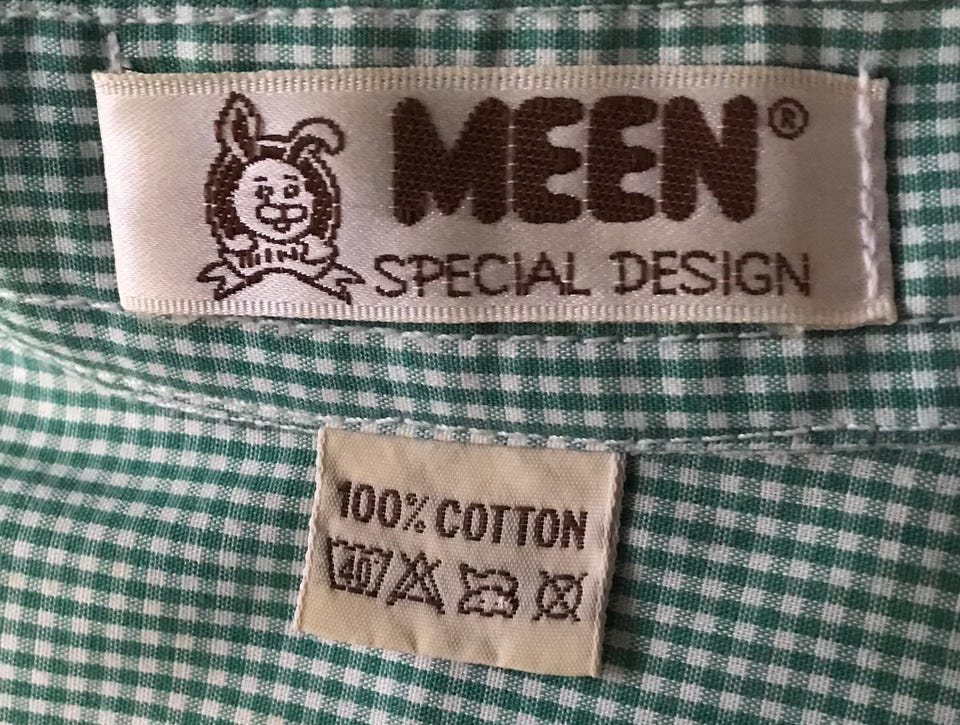 MEEN®
SPECIAL DESIGN
100% COTTON
40